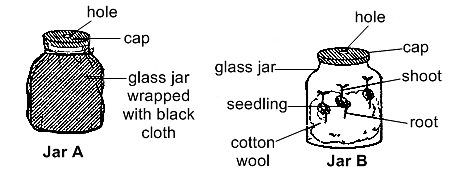 hole
cap
glass jar
wrapped
with black
cloth
Jar A
hole
cap
glass jar
shoot
seedling
root
cotton
wool
Jar B